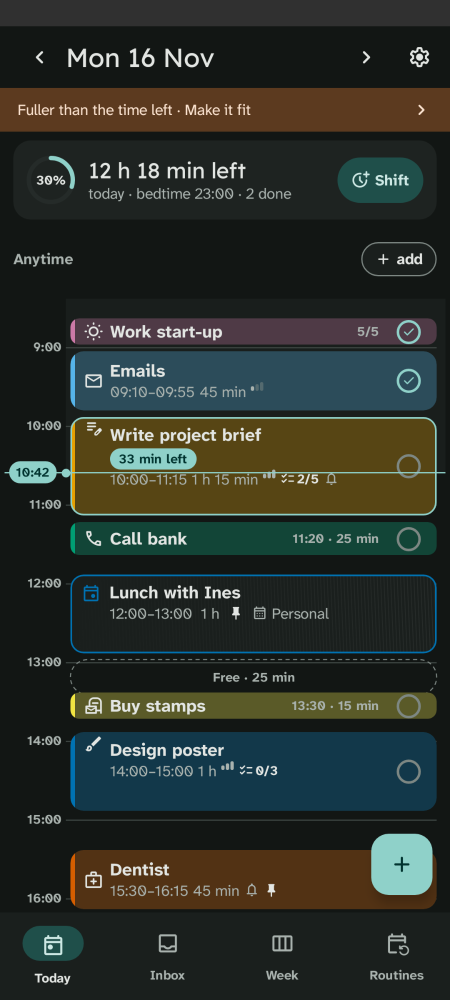 Mon 16 Nov
Fuller than the time left · Make it fit
30%
12 h 18 min left
today · bedtime 23:00 · 2 done
Shift
Anytime
+ add
Work start-up
5/5
9:00
Emails
09:10–09:55 45 min
10:00
Write project brief
33 min left
10:42
10:00–11:15 1 h 15 min 2/5
11:00
Call bank
11:20 · 25 min
12:00
Lunch with Ines
12:00–13:00 1 h Personal
13:00
Free · 25 min
Buy stamps
13:30 · 15 min
14:00
Design poster
14:00–15:00 1 h 0/3
15:00
Dentist
15:30–16:15 45 min
16:00
Today
Inbox
Week
Routines